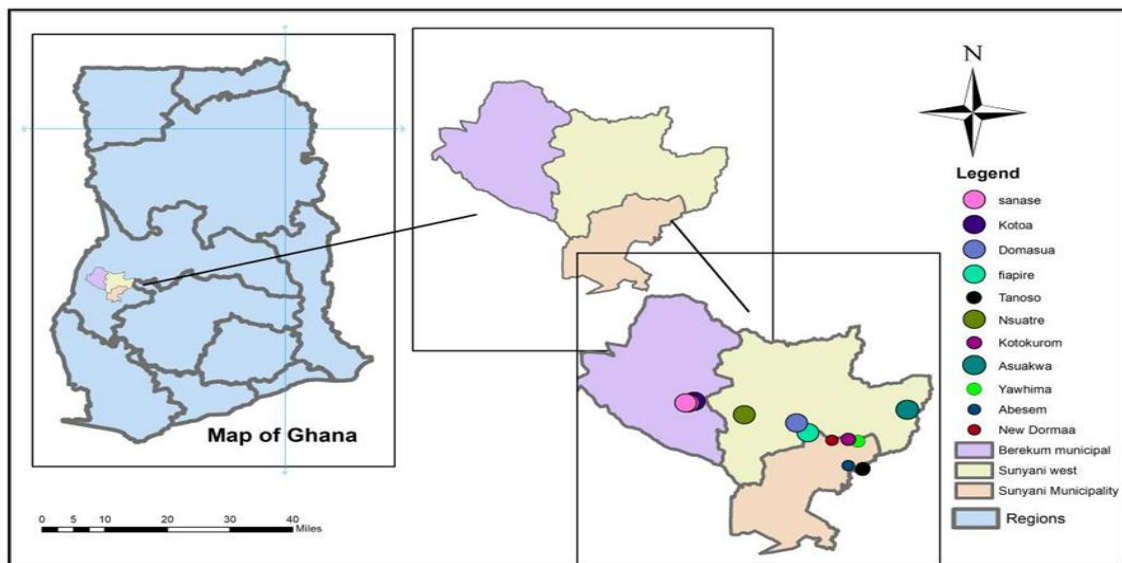 Map of Ghana
0 5 10 20 30 40
Miles
N
Legend
sanase
Kotoa
Domasua
fiapire
Tanoso
Nsuatre
Kotokurom
Asuakwa
Yawhima
Abesem
New Dormaa
Berekum municipal
Sunyani west
Sunyani Municipality
Regions